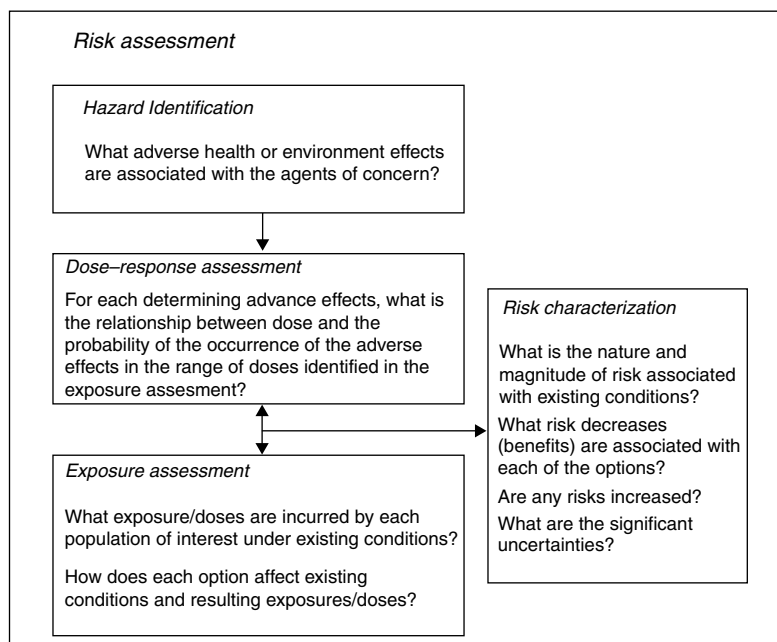 Risk assessment
Hazard Identification
What adverse health or environment effects
are associated with the agents of concern?
Dose–response assessment
For each determining advance effects, what is
the relationship between dose and the
probability of the occurrence of the adverse
effects in the range of doses identified in the
exposure assesment?
Exposure assessment
What exposure/doses are incurred by each
population of interest under existing conditions?
How does each option affect existing
conditions and resulting exposures/doses?
Risk characterization
What is the nature and
magnitude of risk associated
with existing conditions?
What risk decreases
(benefits) are associated with
each of the options?
Are any risks increased?
What are the significant
uncertainties?